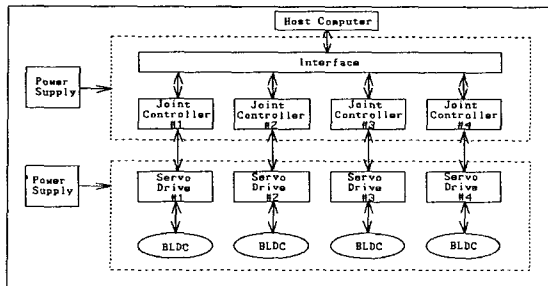 Host Computer
Interface
Power
Supply
Joint
Controller
#1
Joint
Controller
#2
Joint
Controller
#3
Joint
Controller
#4
Power
Supply
Servo
Drive
#1
Servo
Drive
#2
Servo
Drive
#3
Servo
Drive
#4
BLDC
BLDC
BLDC
BLDC